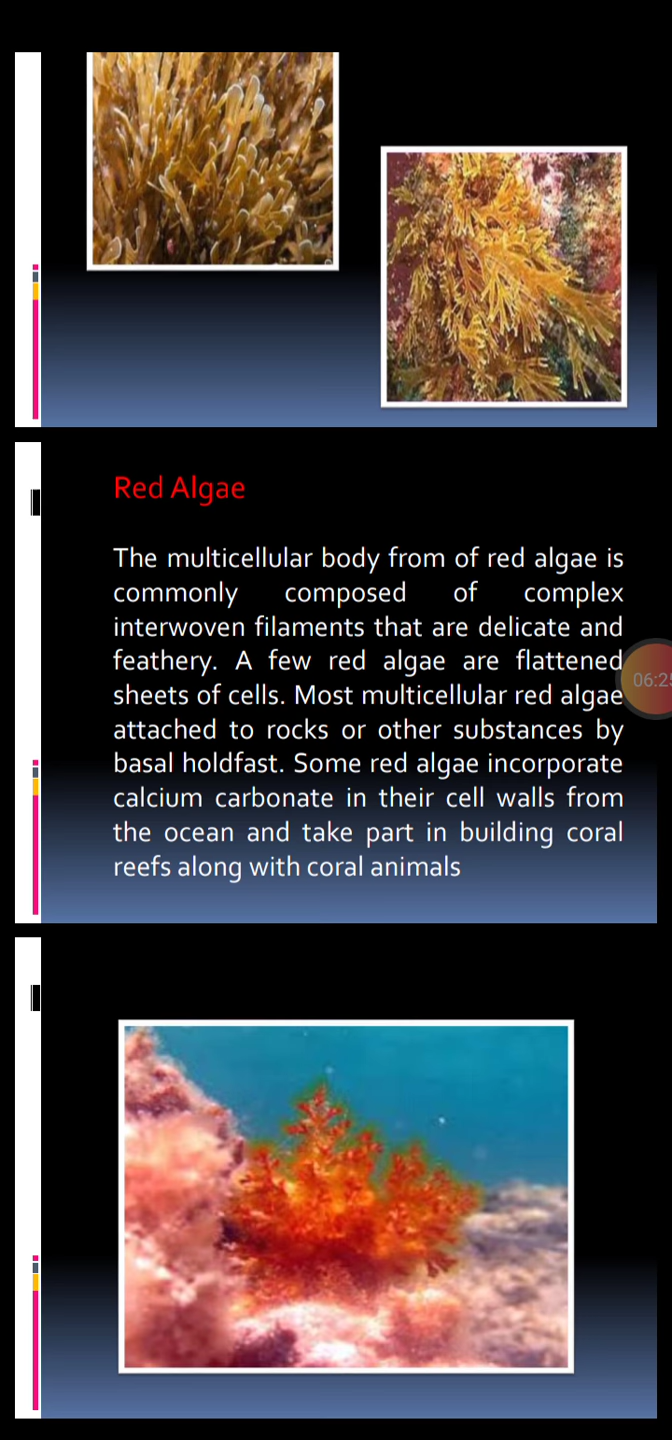 Red Algae
The multicellular body from of red algae is
commonly composed of complex
interwoven filaments that are delicate and
feathery. A few red algae are flattened
sheets of cells. Most multicellular red algae
attached to rocks or other substances by
basal holdfast. Some red algae incorporate
calcium carbonate in their cell walls from
the ocean and take part in building coral
reefs along with coral animals